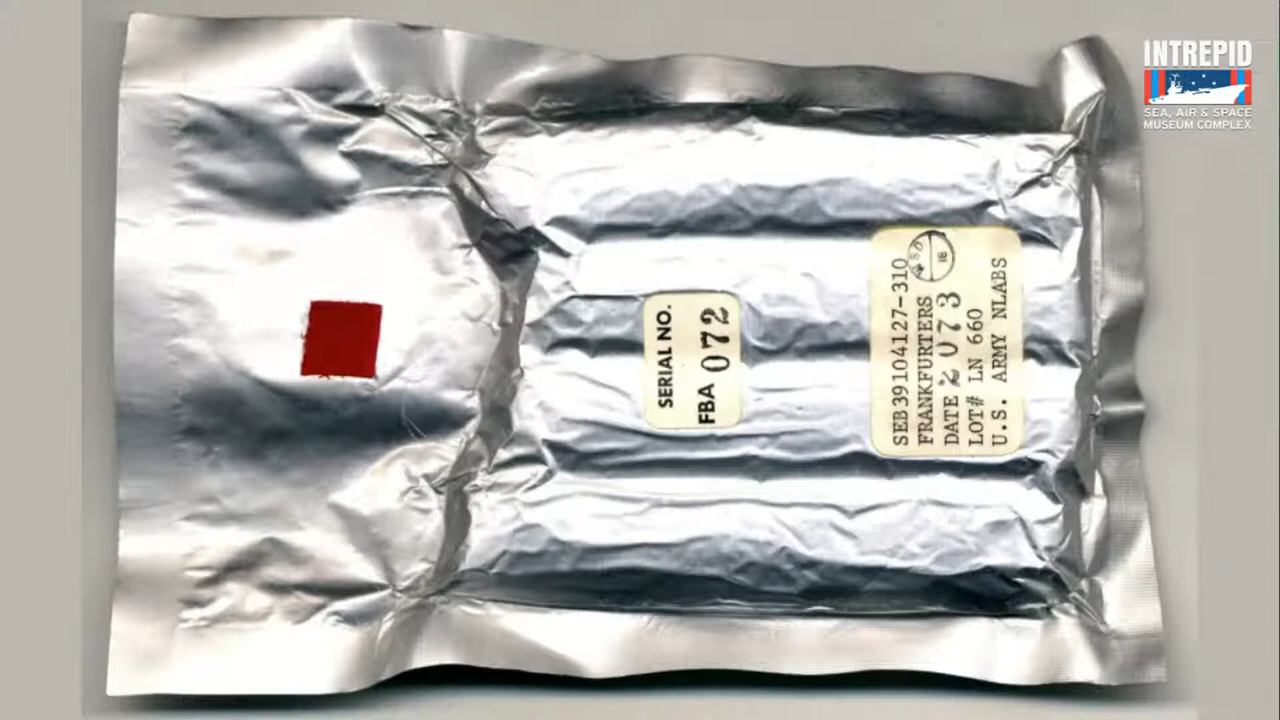 INTREPID
SEA, AIR & SPACE
MUSEUM COMPLEX
SERIAL NO.
FBA 072
SEB39104127-310
FRANKFURTERS
DATE 2073
LOT# LN 660
U.S. ARMY NLABS
18